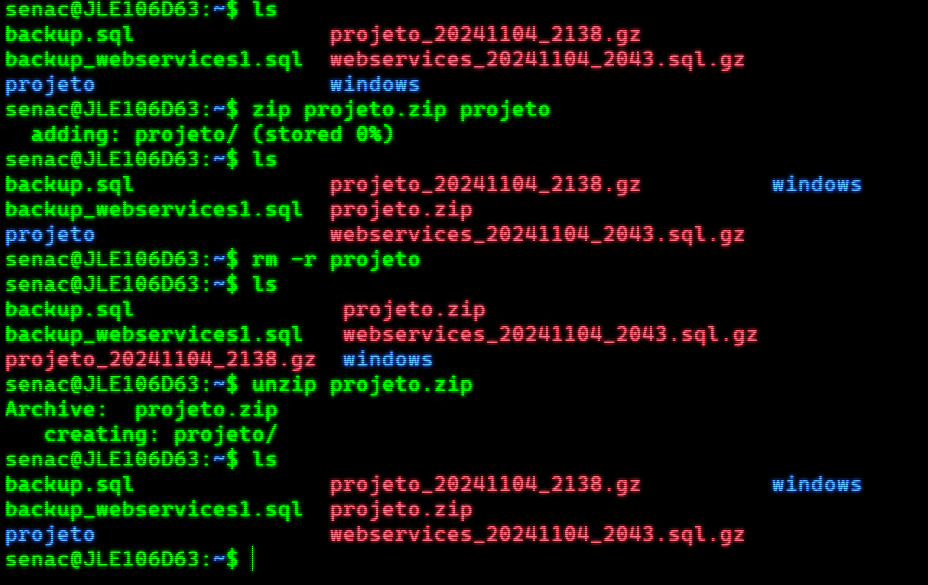 senac@JLE106D63:~$ ls
backup.sql projeto_20241104_2138.gz
backup_webservices1.sql webservices_20241104_2043.sql.gz
projeto windows
senac@JLE106D63:~$ zip projeto.zip projeto
adding: projeto/ (stored 0%)
senac@JLE106D63:~$ ls
backup.sql projeto_20241104_2138.gz windows
backup_webservices1.sql projeto.zip
projeto webservices_20241104_2043.sql.gz
senac@JLE106D63:~$ rm -r projeto
senac@JLE106D63:~$ ls
backup.sql projeto.zip
backup_webservices1.sql webservices_20241104_2043.sql.gz
projeto_20241104_2138.gz windows
senac@JLE106D63:~$ unzip projeto.zip
Archive: projeto.zip
creating: projeto/
senac@JLE106D63:~$ ls
backup.sql projeto_20241104_2138.gz windows
backup_webservices1.sql projeto.zip
projeto webservices_20241104_2043.sql.gz
senac@JLE106D63:~$